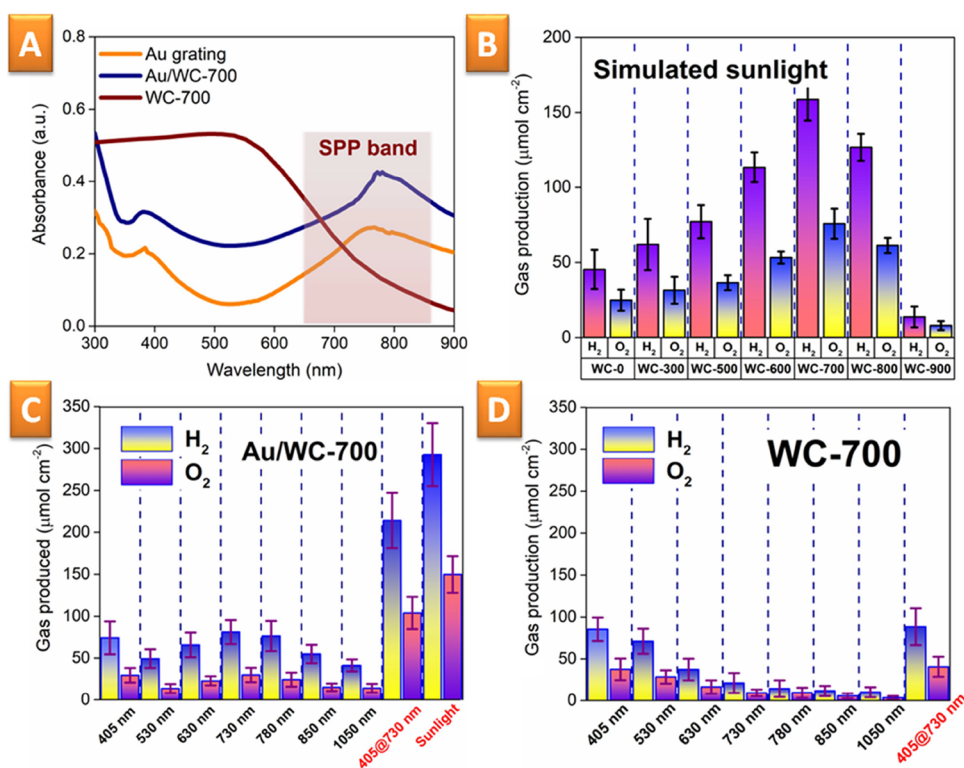 A
Absorbance (a.u.)
0.8
0.6
0.4
0.2
0.0
Au grating
Au/WC-700
WC-700
SPP band
300 400 500 600 700 800 900
Wavelength (nm)
B
Gas production (μmol cm⁻²)
200
150
100
50
0
Simulated sunlight
H₂ O₂ H₂ O₂ H₂ O₂ H₂ O₂ H₂ O₂ H₂ O₂ H₂ O₂
WC-0 WC-300 WC-500 WC-600 WC-700 WC-800 WC-900
C
Gas produced (μmol cm⁻²)
350
300
250
200
150
100
50
0
H₂
O₂
Au/WC-700
405 nm 530 nm 630 nm 730 nm 780 nm 850 nm 1050 nm 405@730 nm Sunlight
D
Gas production (μmol cm⁻²)
350
300
250
200
150
100
50
0
H₂
O₂
WC-700
405 nm 530 nm 630 nm 730 nm 780 nm 850 nm 1050 nm 405@730 nm